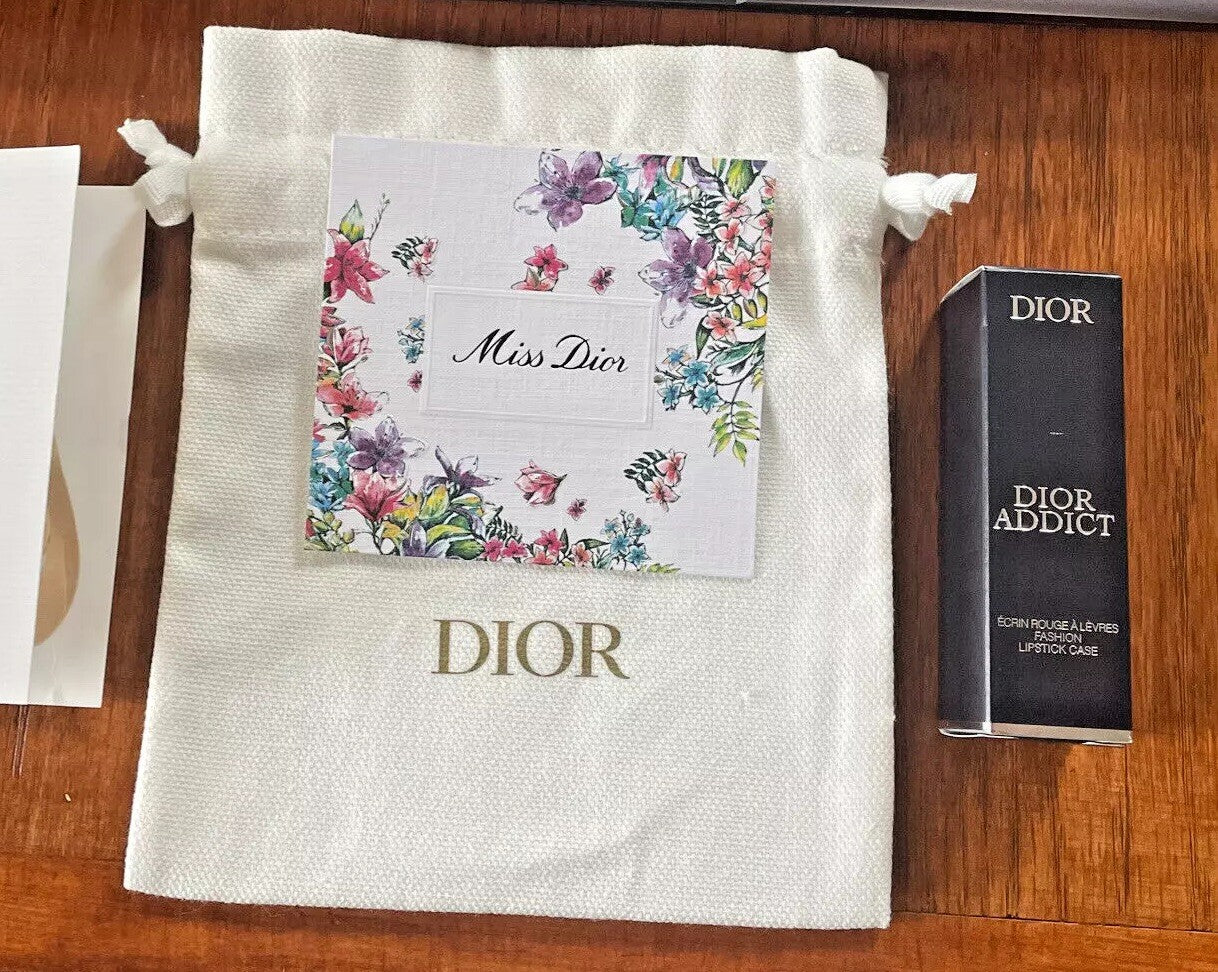 Miss Dior
DIOR
DIOR
DIOR
ADDICT
ÉCRIN ROUGE À LÈVRES
FASHION
LIPSTICK CASE